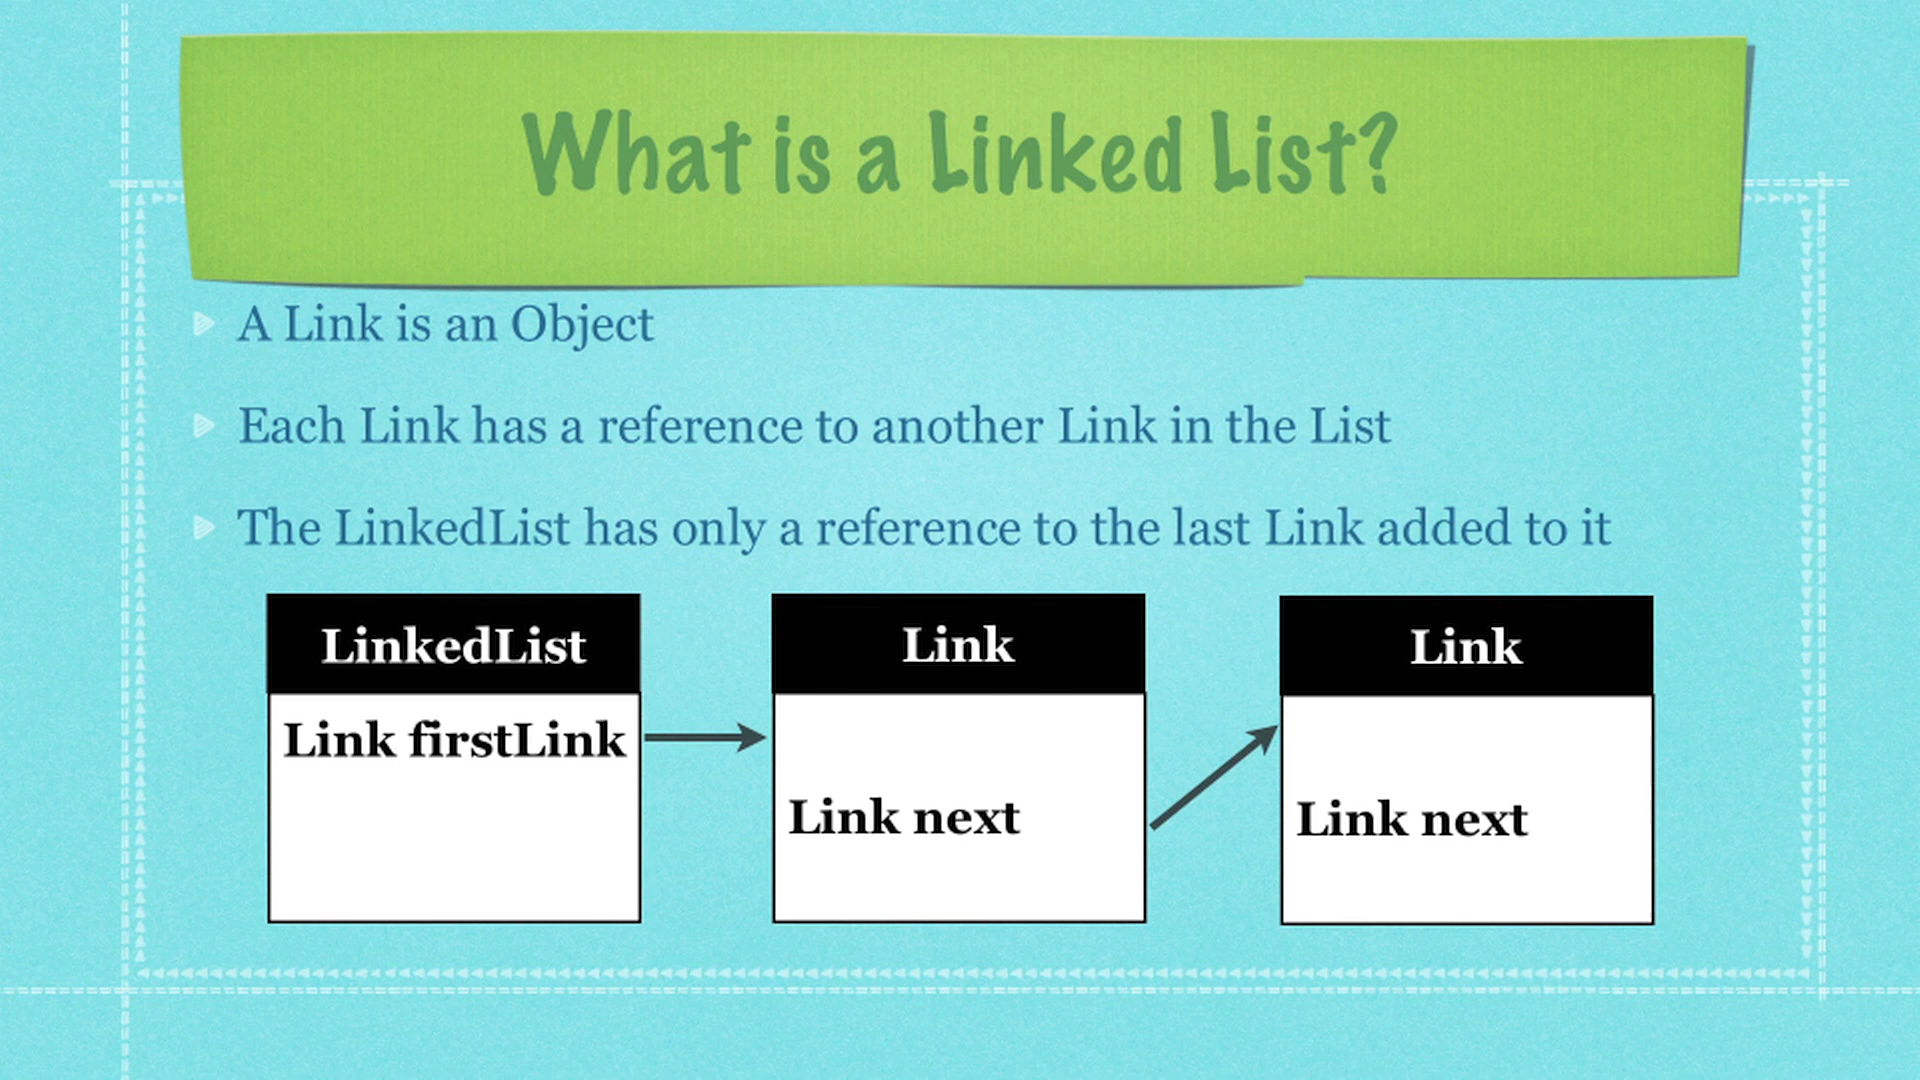 What is a Linked List?
A Link is an Object
Each Link has a reference to another Link in the List
The LinkedList has only a reference to the last Link added to it
LinkedList
Link firstLink
Link
Link next
Link
Link next